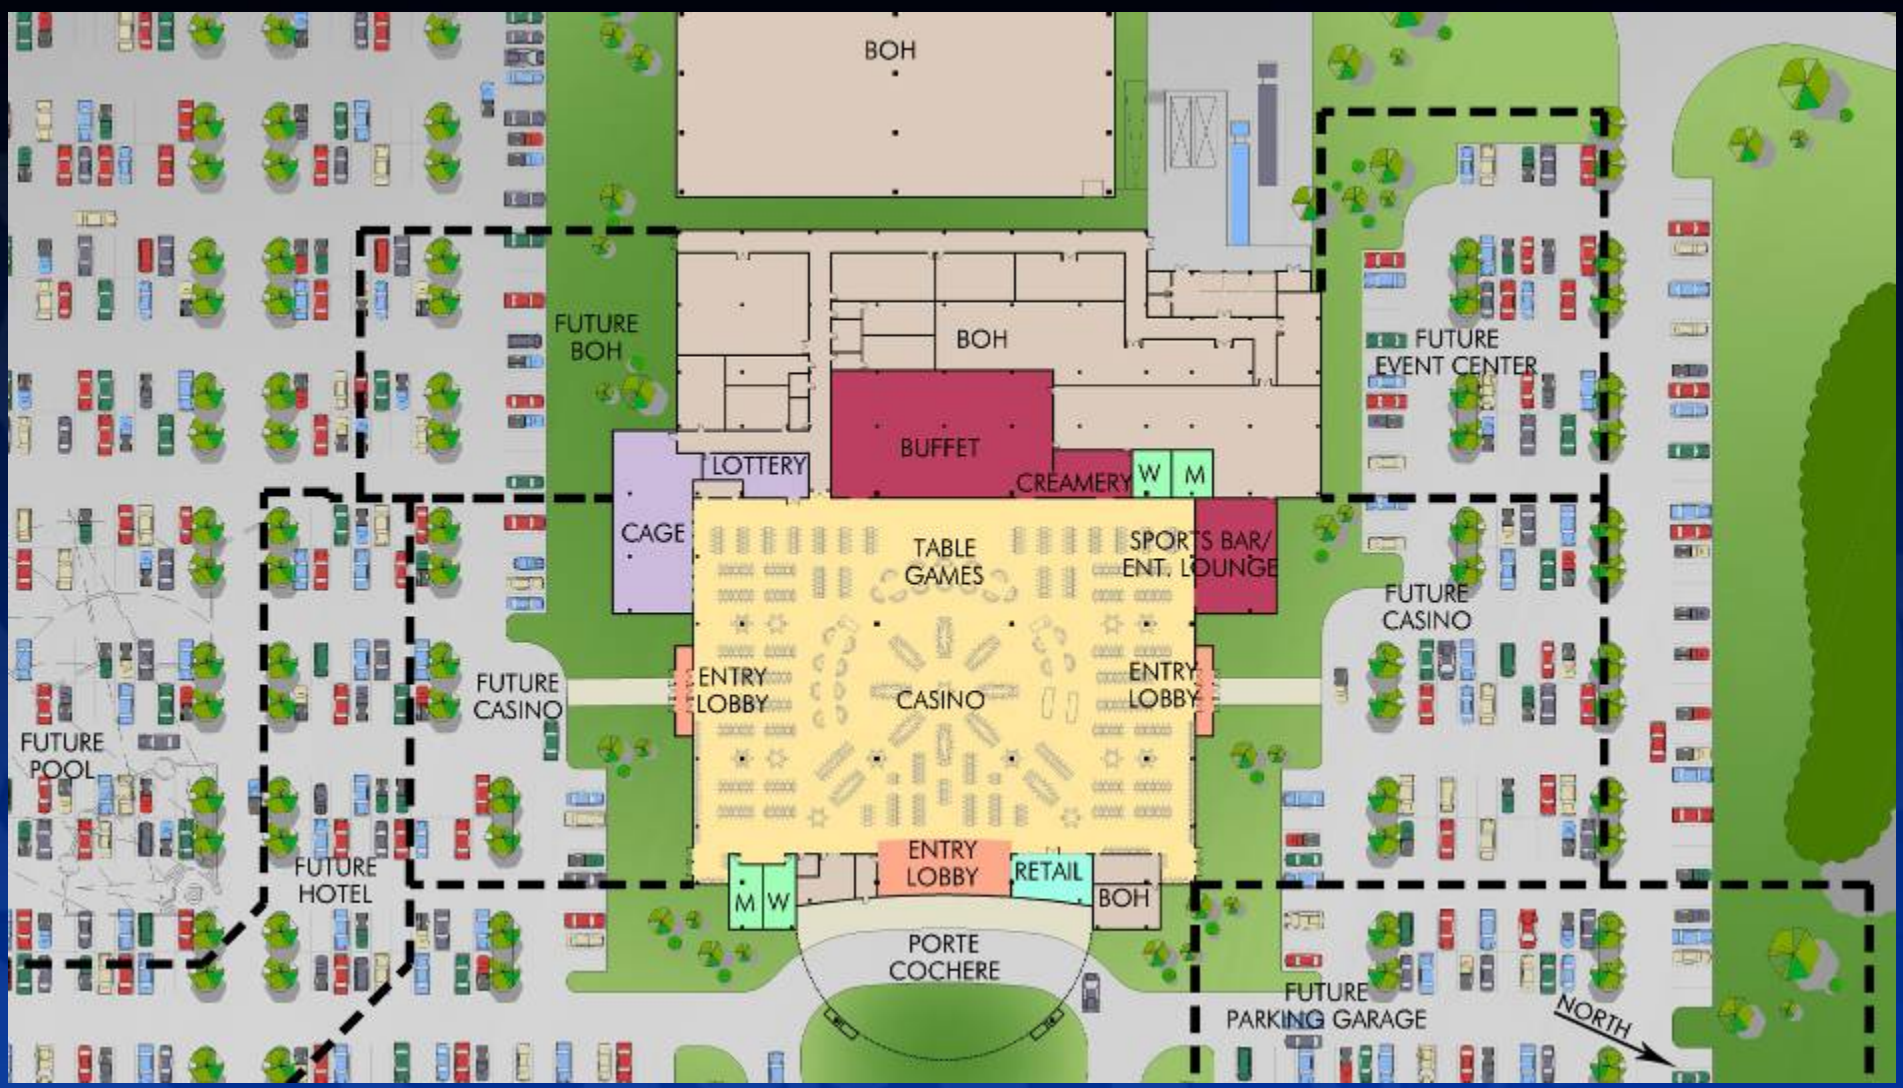 BOH
FUTURE
BOH
BOH
FUTURE
EVENT CENTER
BUFFET
LOTTERY
CREAMERY
W
M
CAGE
TABLE
GAMES
SPORTS BAR/
ENT. LOUNGE
FUTURE
CASINO
ENTRY
LOBBY
CASINO
ENTRY
LOBBY
FUTURE
CASINO
FUTURE
POOL
FUTURE
HOTEL
M
W
ENTRY
LOBBY
RETAIL
BOH
PORTE
COCHERE
FUTURE
PARKING GARAGE
NORTH